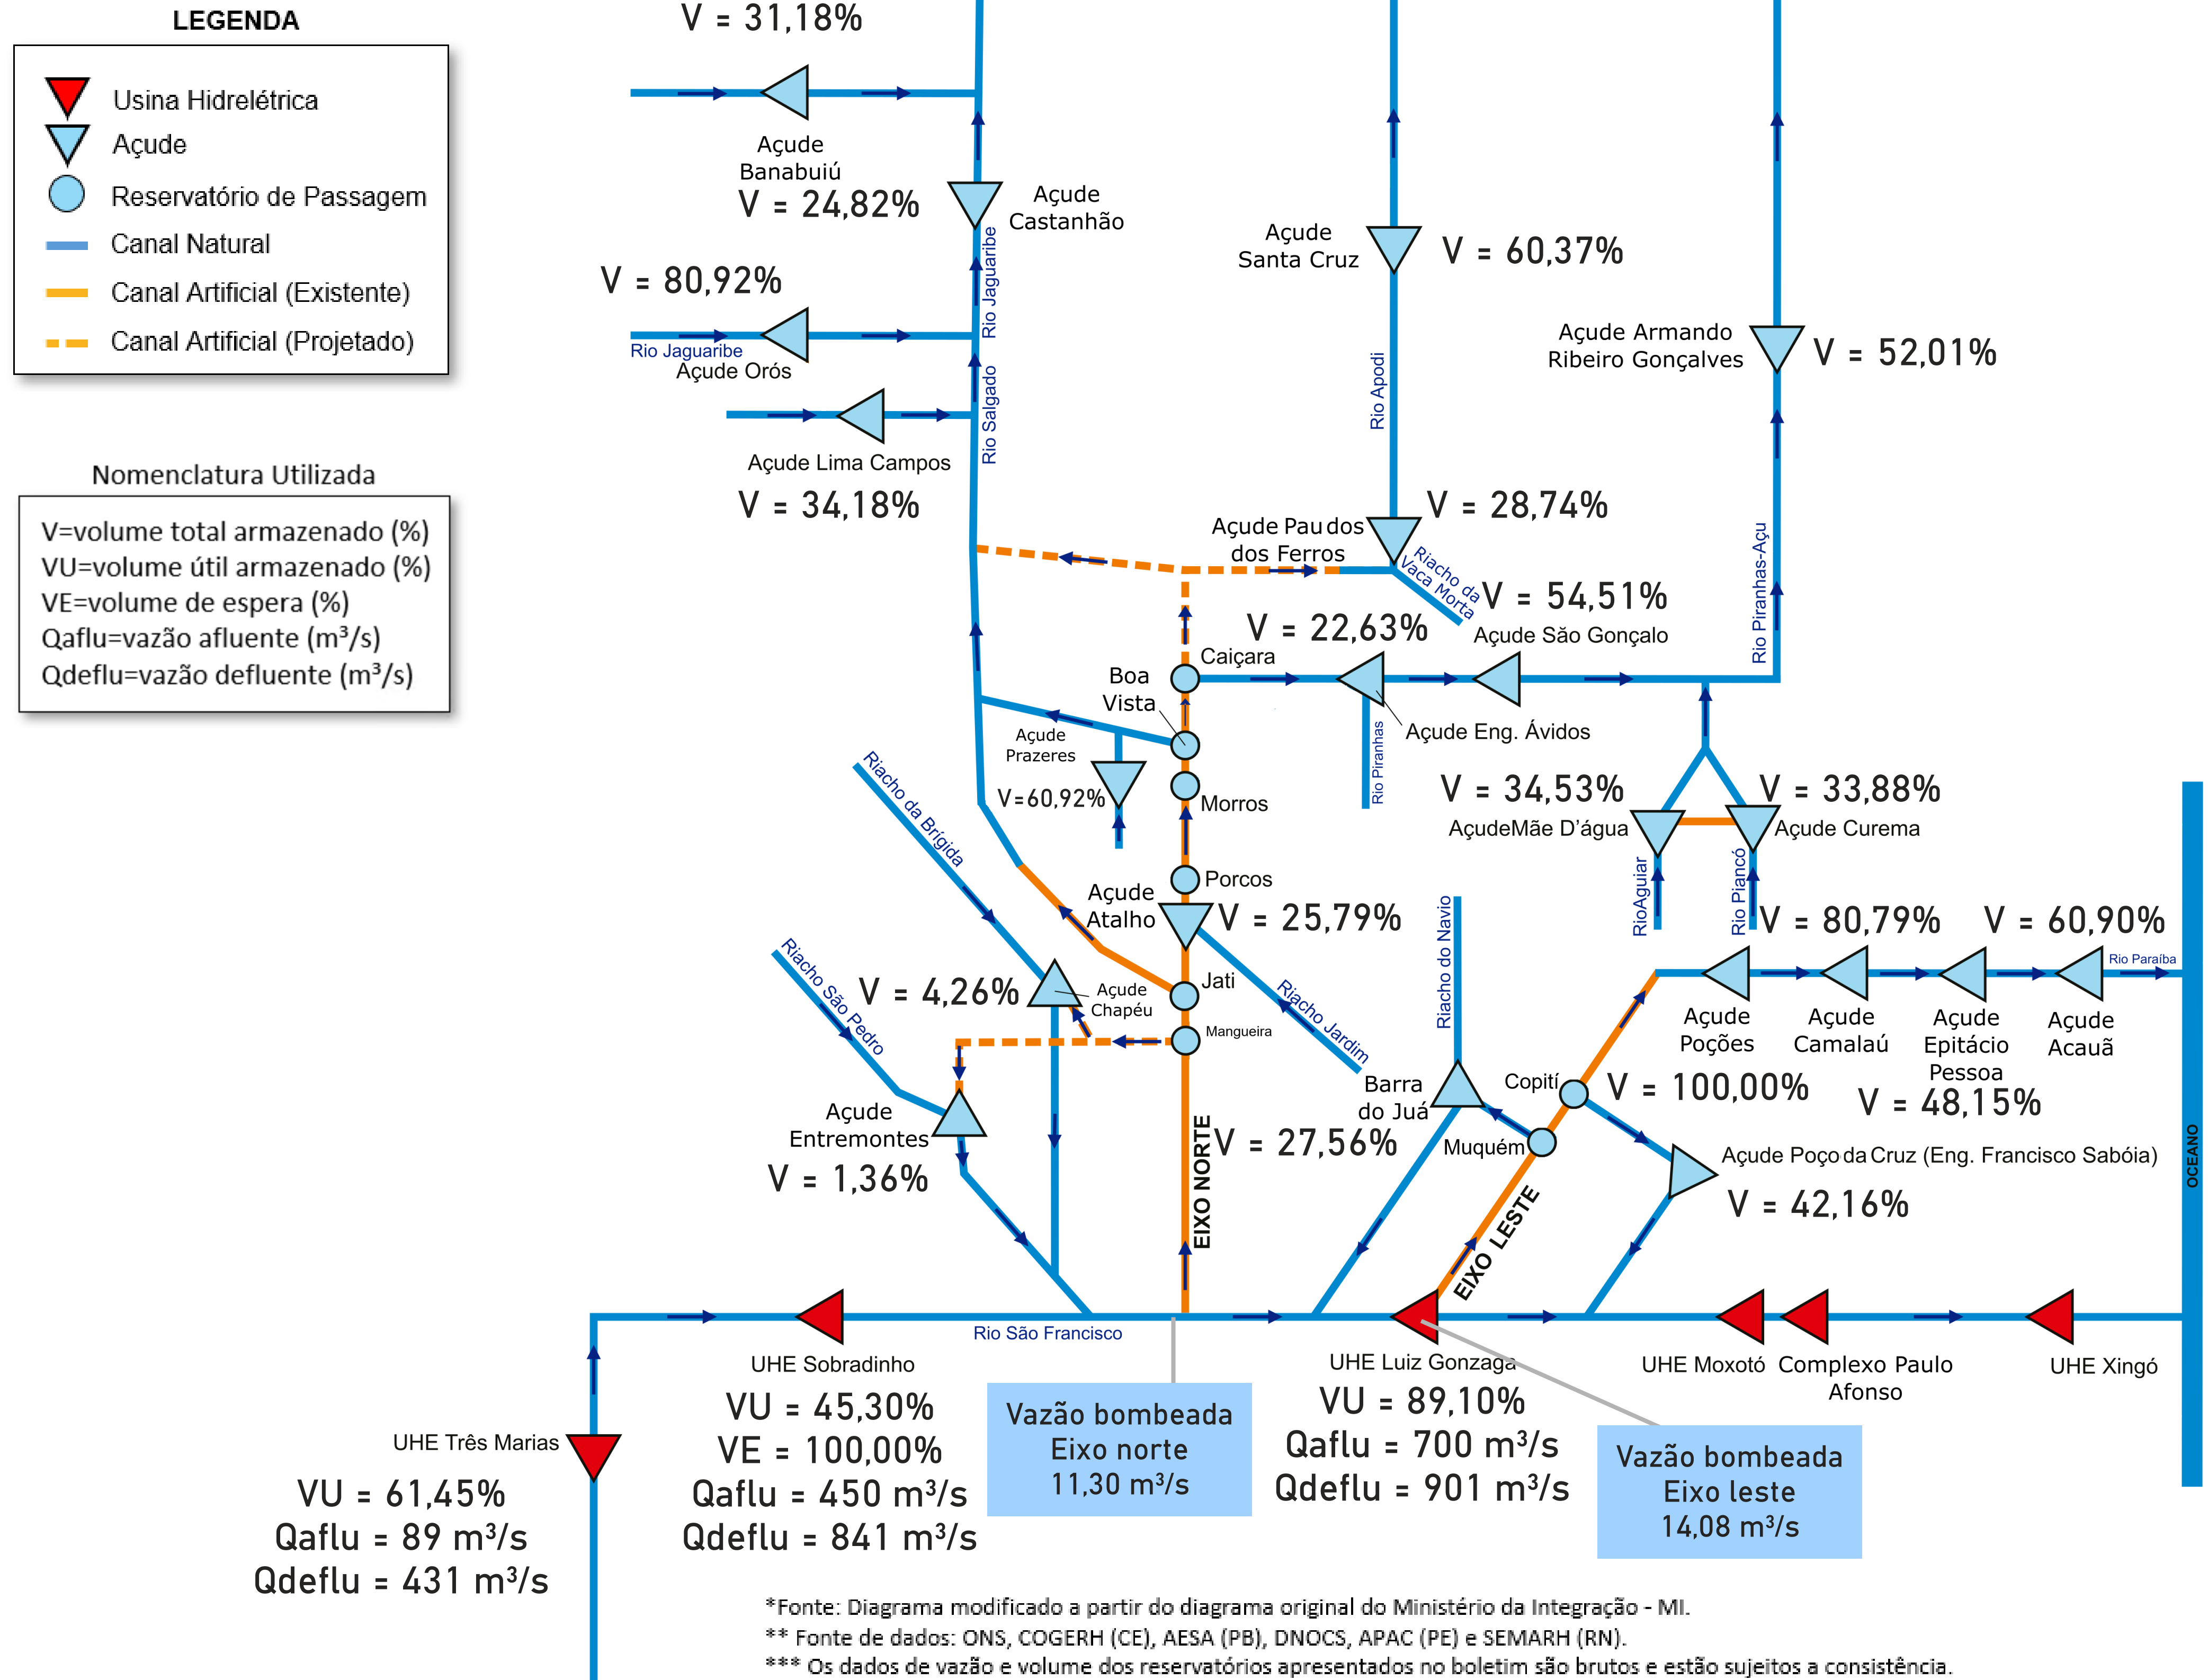 LEGENDA
Usina Hidrelétrica
Açude
Reservatório de Passagem
Canal Natural
Canal Artificial (Existente)
Canal Artificial (Projetado)
Nomenclatura Utilizada
V=volume total armazenado (%)
VU=volume útil armazenado (%)
VE=volume de espera (%)
Qaflu=vazão afluente (m³/s)
Qdeflu=vazão defluente (m³/s)
V = 31,18%
Açude
Banabuiú
V = 24,82%
Açude
Castanhão
Rio Jaguaribe
V = 80,92%
Rio Jaguaribe
Açude Orós
Rio Salgado
Açude Lima Campos
V = 34,18%
Açude
Santa Cruz
V = 60,37%
Rio Apodi
Açude Armando
Ribeiro Gonçalves
V = 52,01%
Rio Piranhas-Açu
Açude Pau dos
dos Ferros
V = 28,74%
Riacho da
Vaca Morta
V = 54,51%
Açude São Gonçalo
V = 22,63%
Caiçara
Boa
Vista
Açude Eng. Ávidos
Rio Piranhas
Açude
Prazeres
V=60,92%
Morros
Porcos
Açude
Atalho
V = 25,79%
Jati
Mangueira
Riacho Jardim
Riacho da Brígida
Riacho São Pedro
V = 4,26%
Açude
Chapéu
Açude
Entremontes
V = 1,36%
EIXO NORTE
V = 34,53%
AçudeMãe D'água
V = 33,88%
Açude Curema
RioAguiar
Rio Piancó
V = 80,79%
V = 60,90%
Rio Paraíba
Açude
Poções
Açude
Camalaú
Açude
Epitácio
Pessoa
Açude
Acauã
V = 100,00%
V = 48,15%
Riacho do Navio
Barra
do Juá
V = 27,56%
Copití
Muquém
Açude Poço da Cruz (Eng. Francisco Sabóia)
V = 42,16%
EIXO LESTE
OCEANO
Rio São Francisco
UHE Sobradinho
VU = 45,30%
VE = 100,00%
Qaflu = 450 m³/s
Qdeflu = 841 m³/s
UHE Três Marias
VU = 61,45%
Qaflu = 89 m³/s
Qdeflu = 431 m³/s
Vazão bombeada
Eixo norte
11,30 m³/s
UHE Luiz Gonzaga
VU = 89,10%
Qaflu = 700 m³/s
Qdeflu = 901 m³/s
Vazão bombeada
Eixo leste
14,08 m³/s
UHE Moxotó
Complexo Paulo
Afonso
UHE Xingó
*Fonte: Diagrama modificado a partir do diagrama original do Ministério da Integração - MI.
** Fonte de dados: ONS, COGERH (CE), AESA (PB), DNOCS, APAC (PE) e SEMARH (RN).
*** Os dados de vazão e volume dos reservatórios apresentados no boletim são brutos e estão sujeitos a consistência.